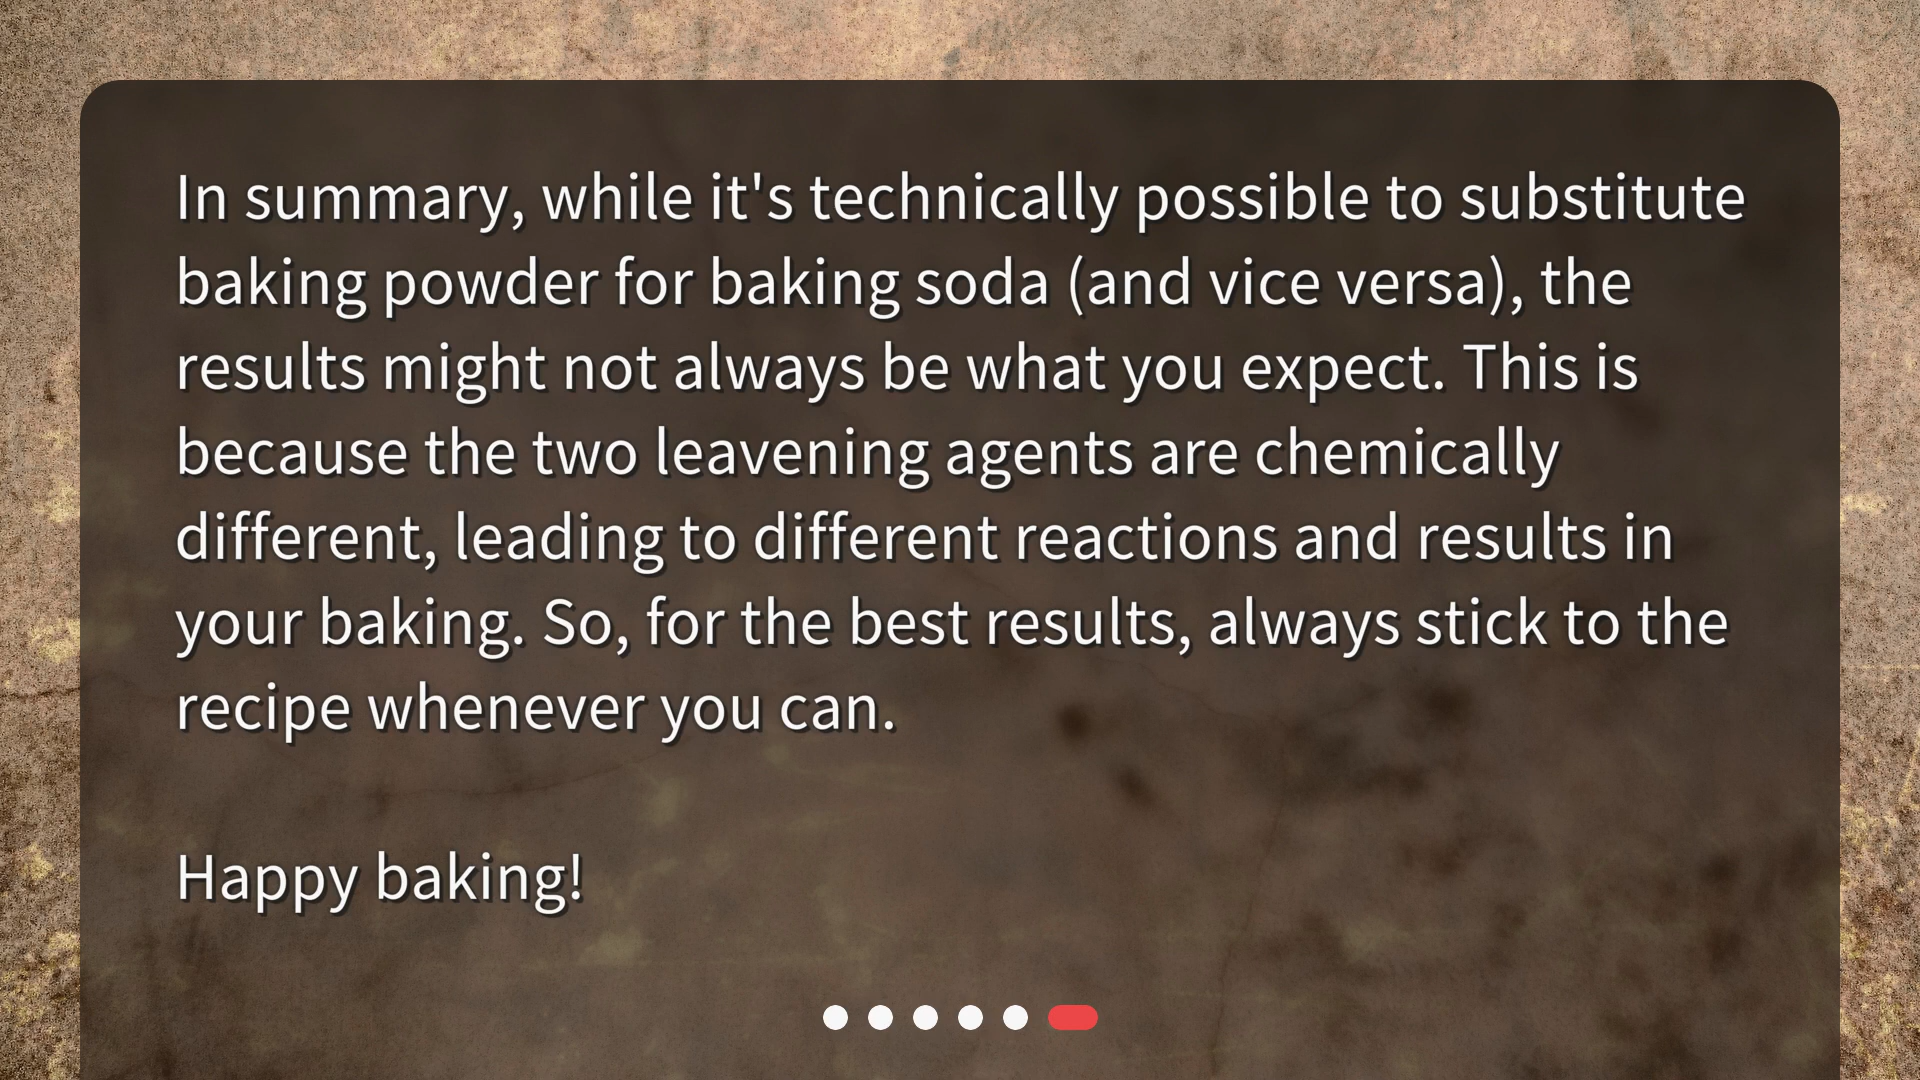 In summary, while it's technically possible to substitute
baking powder for baking soda (and vice versa), the
results might not always be what you expect. This is
because the two leavening agents are chemically
different, leading to different reactions and results in
your baking. So, for the best results, always stick to the
recipe whenever you can.
Happy baking!